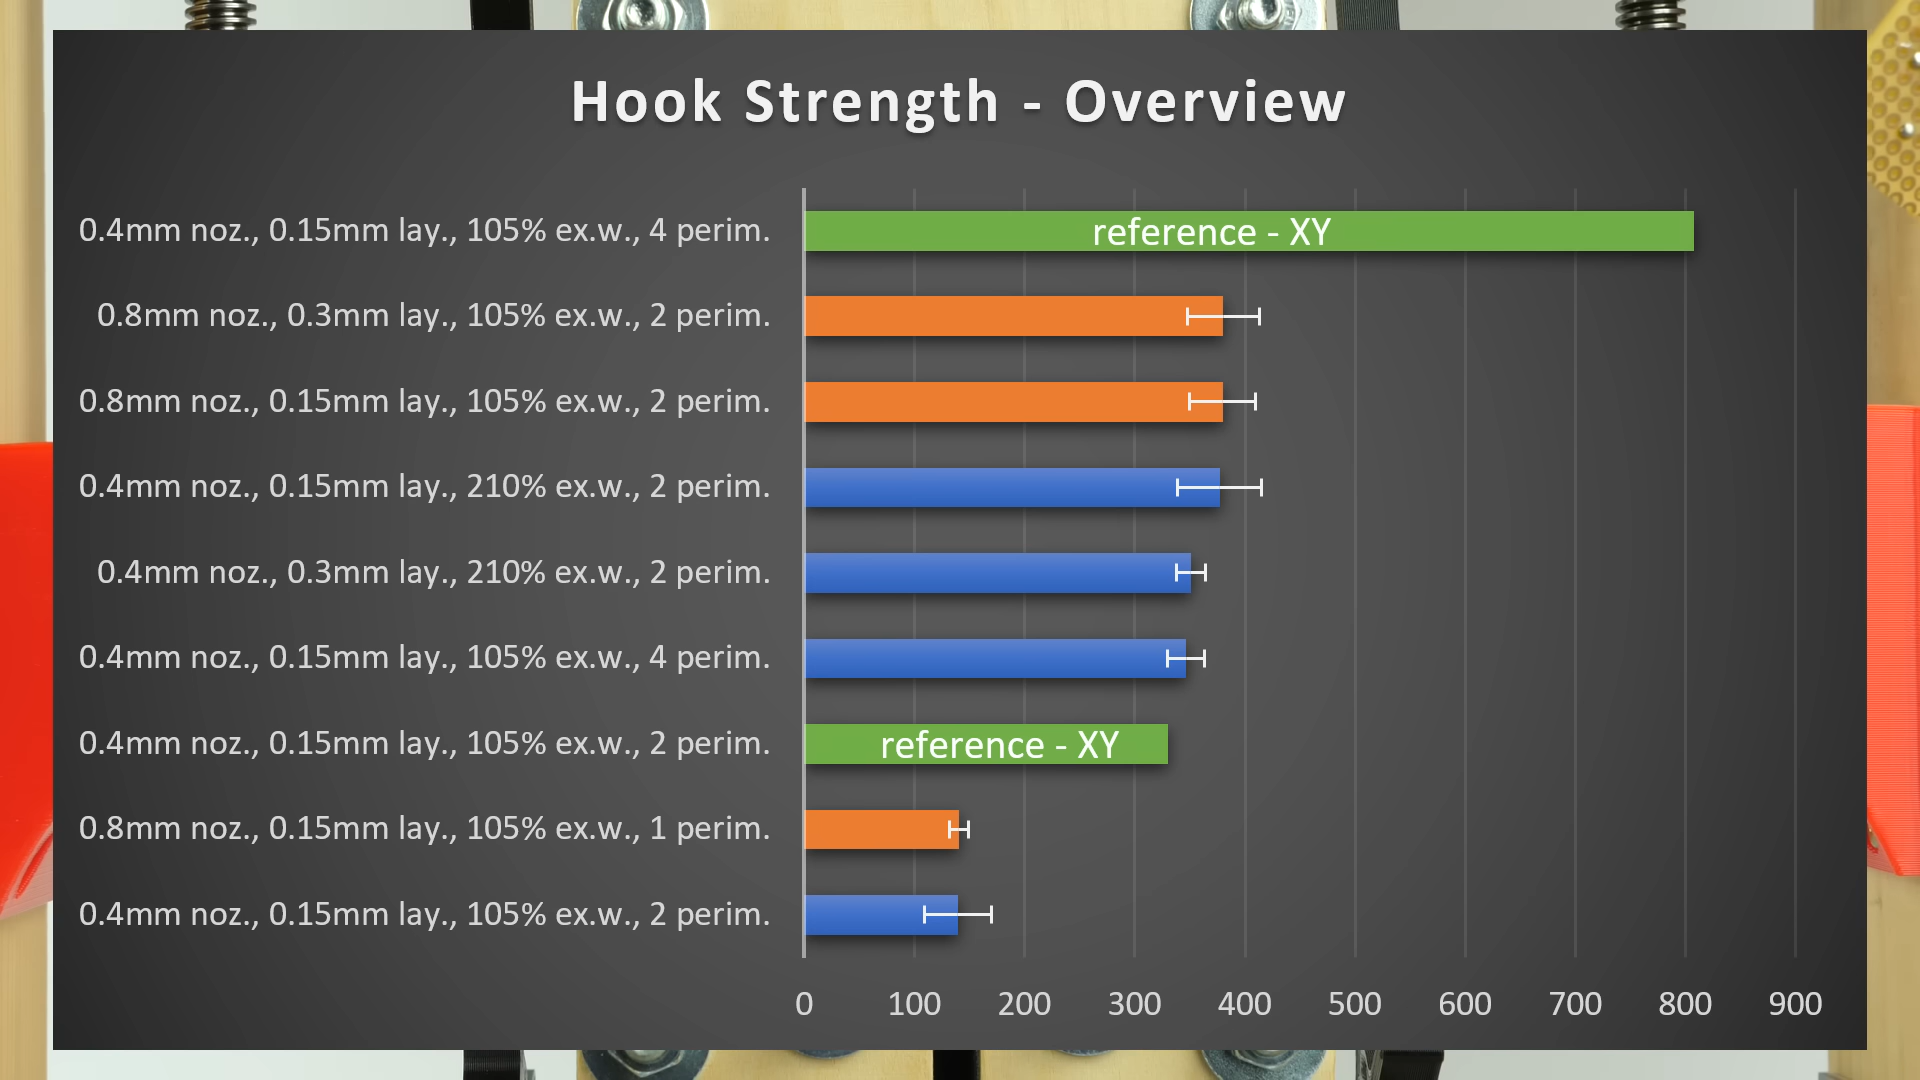 Hook Strength - Overview
0.4mm noz., 0.15mm lay., 105% ex.w., 4 perim.
reference - XY
0.8mm noz., 0.3mm lay., 105% ex.w., 2 perim.
0.8mm noz., 0.15mm lay., 105% ex.w., 2 perim.
0.4mm noz., 0.15mm lay., 210% ex.w., 2 perim.
0.4mm noz., 0.3mm lay., 210% ex.w., 2 perim.
0.4mm noz., 0.15mm lay., 105% ex.w., 4 perim.
0.4mm noz., 0.15mm lay., 105% ex.w., 2 perim.
reference - XY
0.8mm noz., 0.15mm lay., 105% ex.w., 1 perim.
0.4mm noz., 0.15mm lay., 105% ex.w., 2 perim.
0 100 200 300 400 500 600 700 800 900